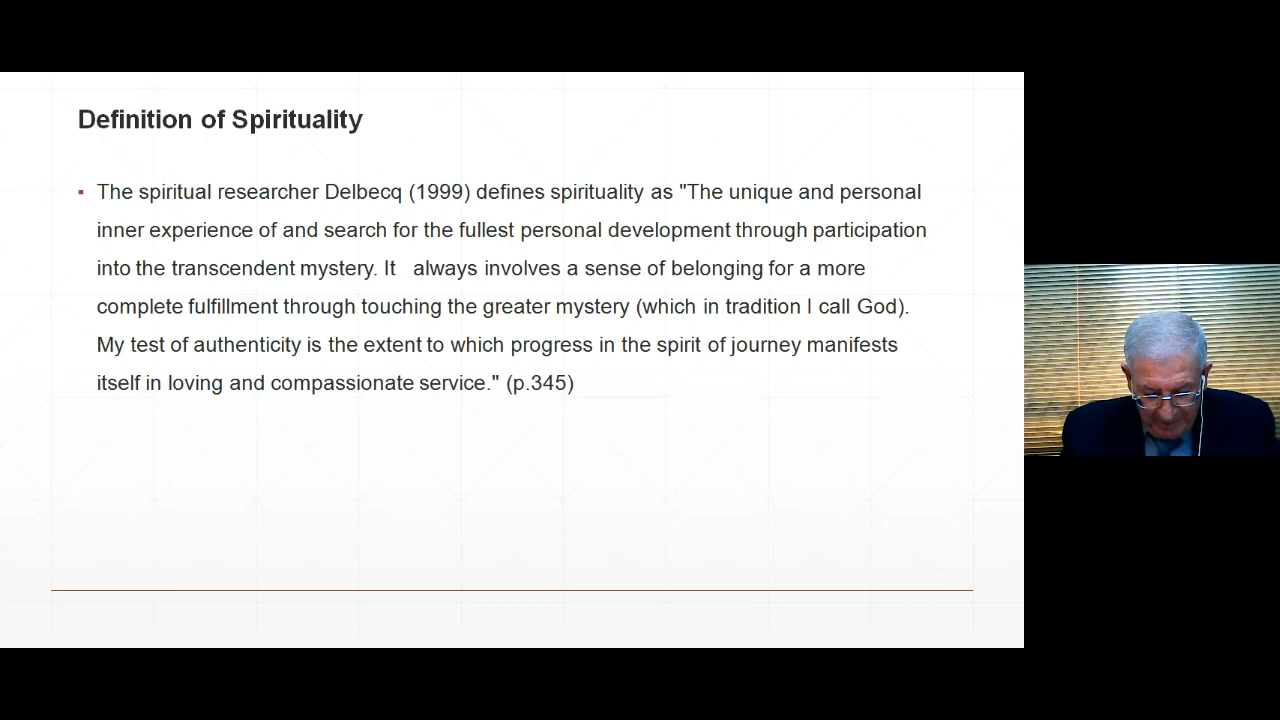 Definition of Spirituality
The spiritual researcher Delbecq (1999) defines spirituality as "The unique and personal
inner experience of and search for the fullest personal development through participation
into the transcendent mystery. It   always involves a sense of belonging for a more
complete fulfillment through touching the greater mystery (which in tradition I call God).
My test of authenticity is the extent to which progress in the spirit of journey manifests
itself in loving and compassionate service." (p.345)